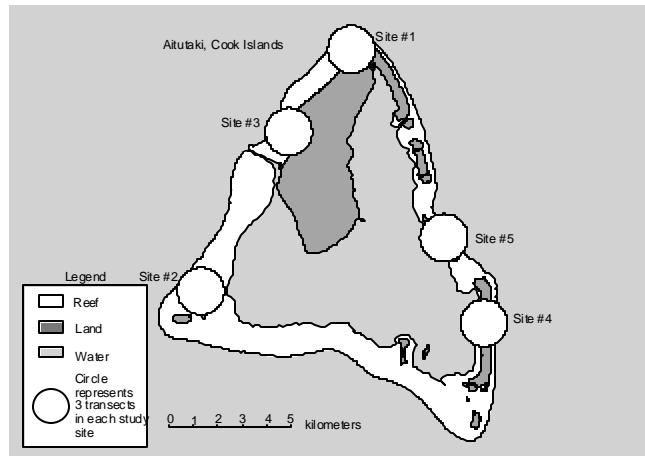 Aitutaki, Cook Islands
Site #1
Site #3
Site #5
Site #2
Site #4
Legend
Reef
Land
Water
Circle
represents
3 transects
in each study
site
0 1 2 3 4 5 kilometers